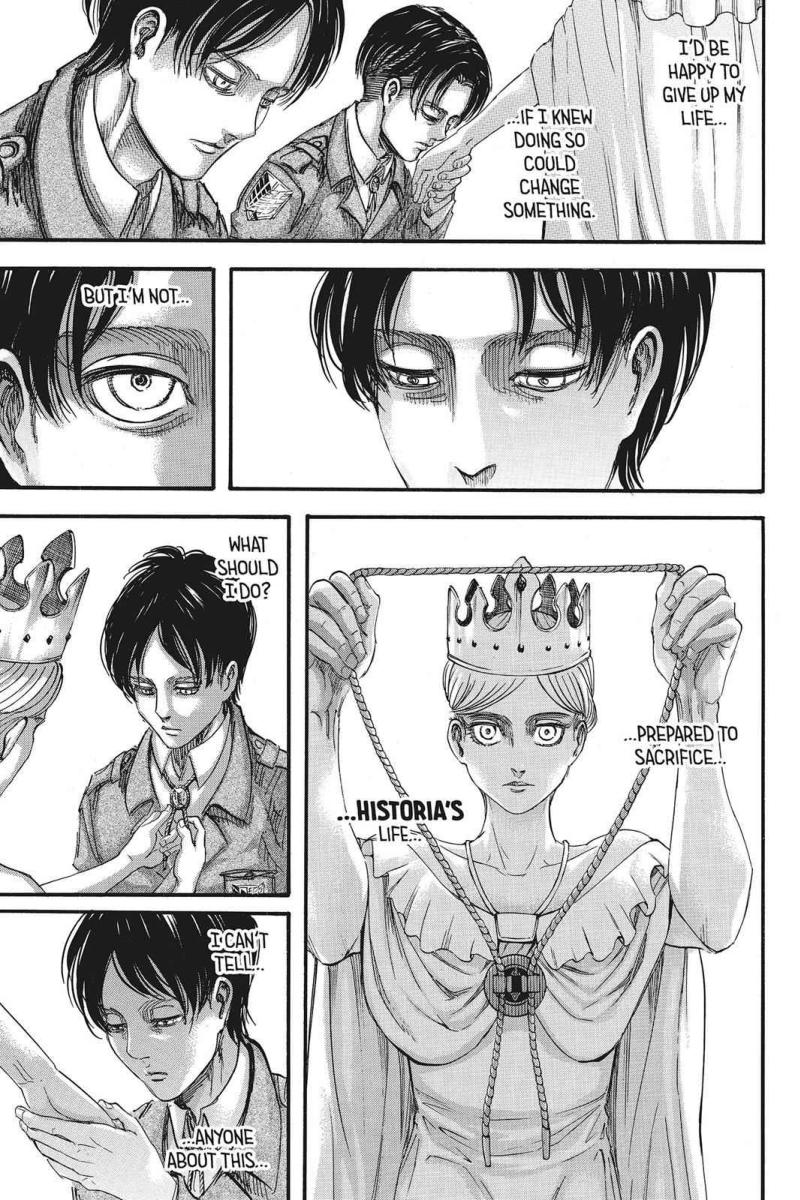 I'D BE
HAPPY TO
GIVE UP MY
LIFE...
...IF I KNEW
DOING SO
COULD
CHANGE
SOMETHING.
BUT I'M NOT...
...PREPARED TO
SACRIFICE...
...HISTORIA'S
LIFE...
WHAT
SHOULD
I DO?
I CAN'T
TELL...
...ANYONE
ABOUT THIS...